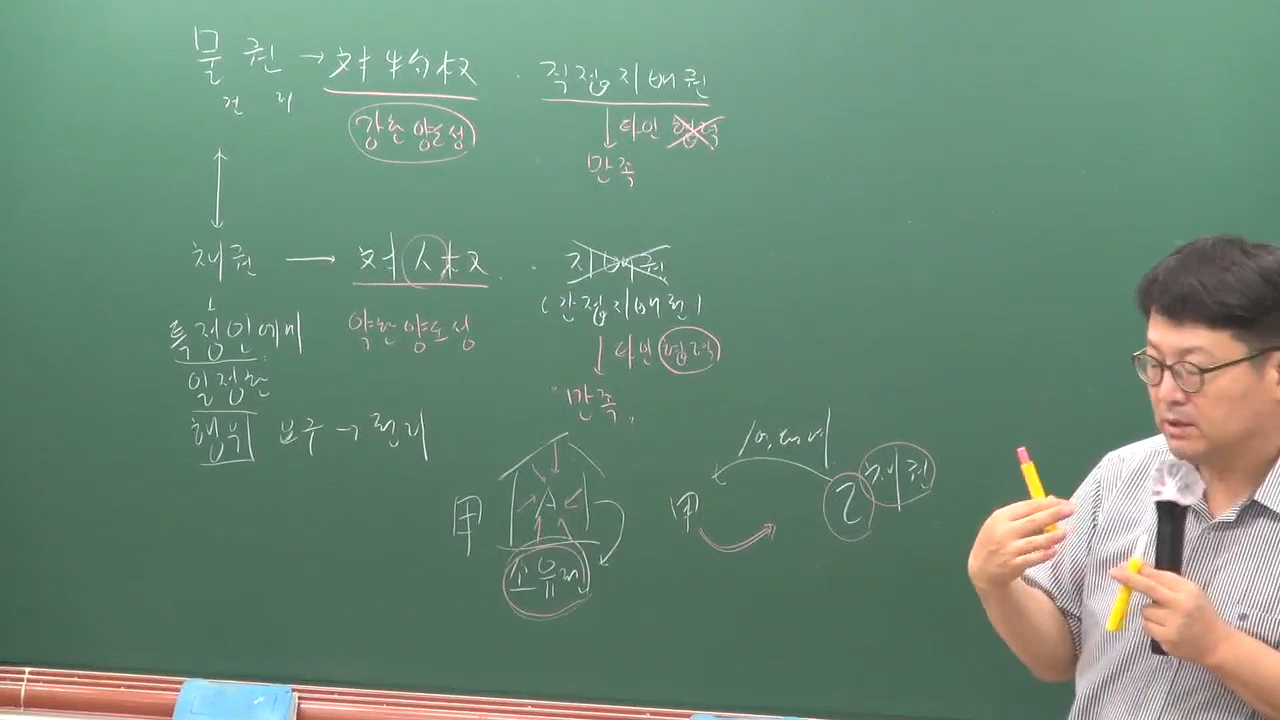 물권 → 対物权 · 직접지배권
강한 양도성 ↓ 타인 협력
만족
채권 → 対人权 · 지배권
(간접지배권)
특정인에게 약한 양도성 ↓ 타인 협력
일정한 "만족"
행위 요구 → 권리
甲 A 甲 乙 채권
소유권